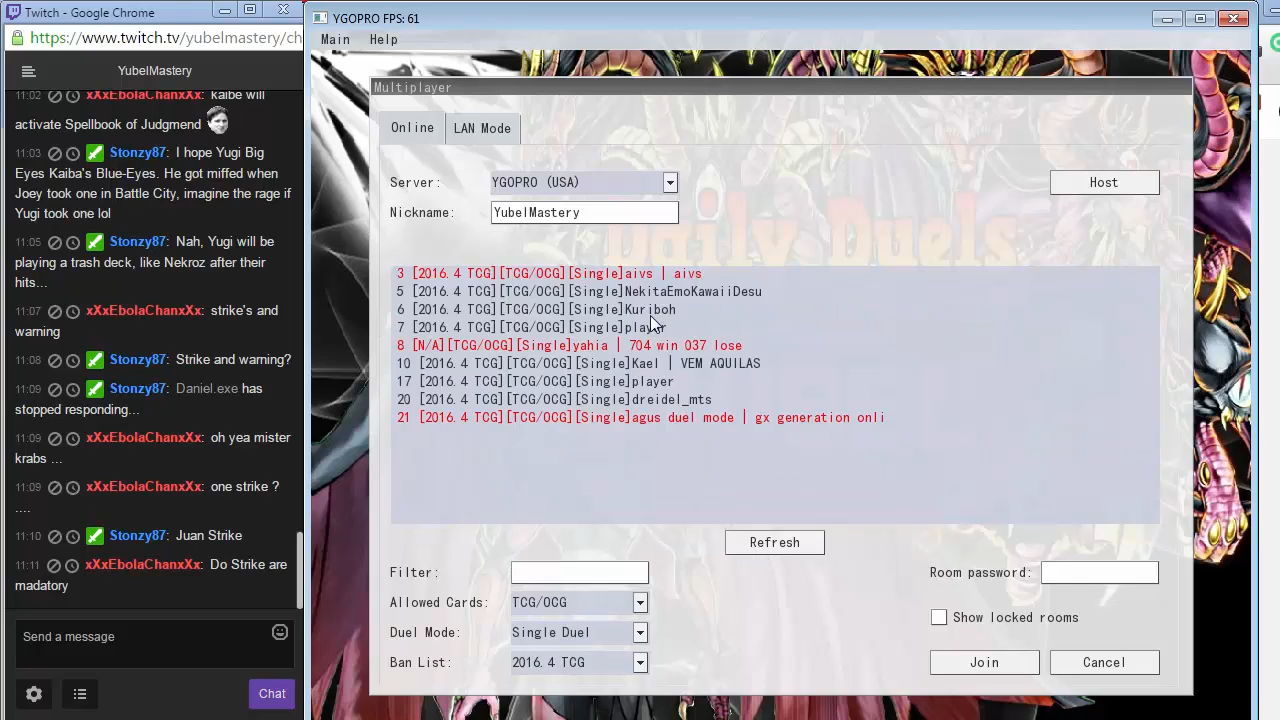 Twitch - Google Chrome
https://www.twitch.tv/yubelmastery/ch
YubelMastery
11:02 xXxEbolaChanxXx: kaibe will
activate Spellbook of Judgmend
11:03 Stonzy87: I hope Yugi Big
Eyes Kaiba's Blue-Eyes. He got miffed when
Joey took one in Battle City, imagine the rage if
Yugi took one lol
11:05 Stonzy87: Nah, Yugi will be
playing a trash deck, like Nekroz after their
hits...
11:07 xXxEbolaChanxXx: strike's and
warning
11:08 Stonzy87: Strike and warning?
11:09 Stonzy87: Daniel.exe has
stopped responding...
11:09 xXxEbolaChanxXx: oh yea mister
krabs ...
11:09 xXxEbolaChanxXx: one strike ?
....
11:10 Stonzy87: Juan Strike
11:11 xXxEbolaChanxXx: Do Strike are
madatory
Send a message
Chat
YGOPRO FPS: 61
Main Help
Multiplayer
Online LAN Mode
Server: YGOPRO (USA) Host
Nickname: YubelMastery
Daily Duels
3 [2016.4 TCG][TCG/OCG][Single]aivs | aivs
5 [2016.4 TCG][TCG/OCG][Single]NekitaEmoKawaiiDesu
6 [2016.4 TCG][TCG/OCG][Single]Kuriboh
7 [2016.4 TCG][TCG/OCG][Single]player
8 [N/A][TCG/OCG][Single]yahia | 704 win 037 lose
10 [2016.4 TCG][TCG/OCG][Single]Kael | VEM AQUILAS
17 [2016.4 TCG][TCG/OCG][Single]player
20 [2016.4 TCG][TCG/OCG][Single]dreidel_mts
21 [2016.4 TCG][TCG/OCG][Single]agus duel mode | gx generation onli
Refresh
Filter: Room password:
Allowed Cards: TCG/OCG
Show locked rooms
Duel Mode: Single Duel
Ban List: 2016.4 TCG Join Cancel